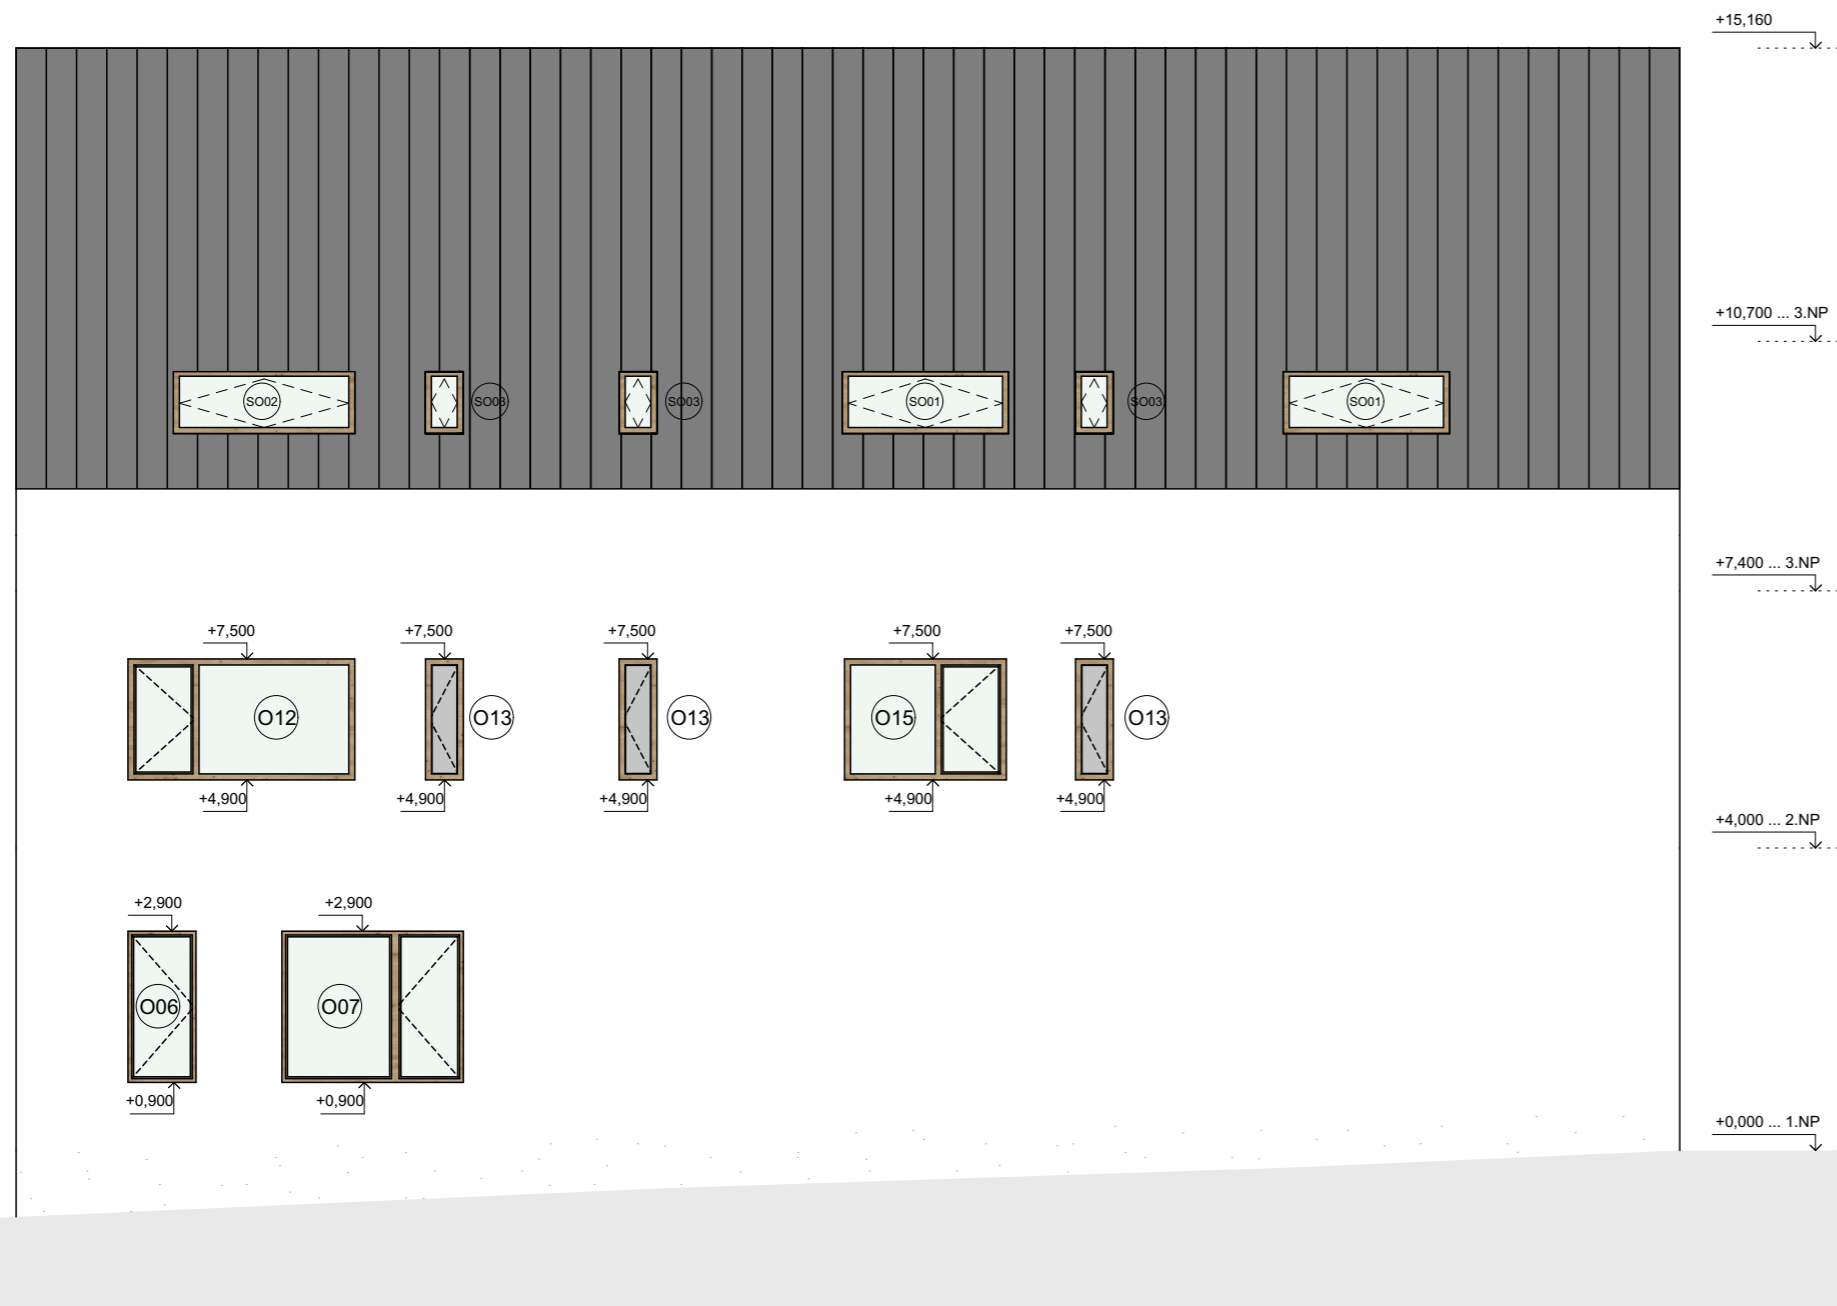 +15,160
+10,700 ... 3.NP
SO02
SO03
SO03
SO01
SO03
SO01
+7,400 ... 3.NP
+7,500
+7,500
+7,500
+7,500
+7,500
O12
O13
O13
O15
O13
+4,900
+4,900
+4,900
+4,900
+4,900
+4,000 ... 2.NP
+2,900
+2,900
O06
O07
+0,900
+0,900
+0,000 ... 1.NP